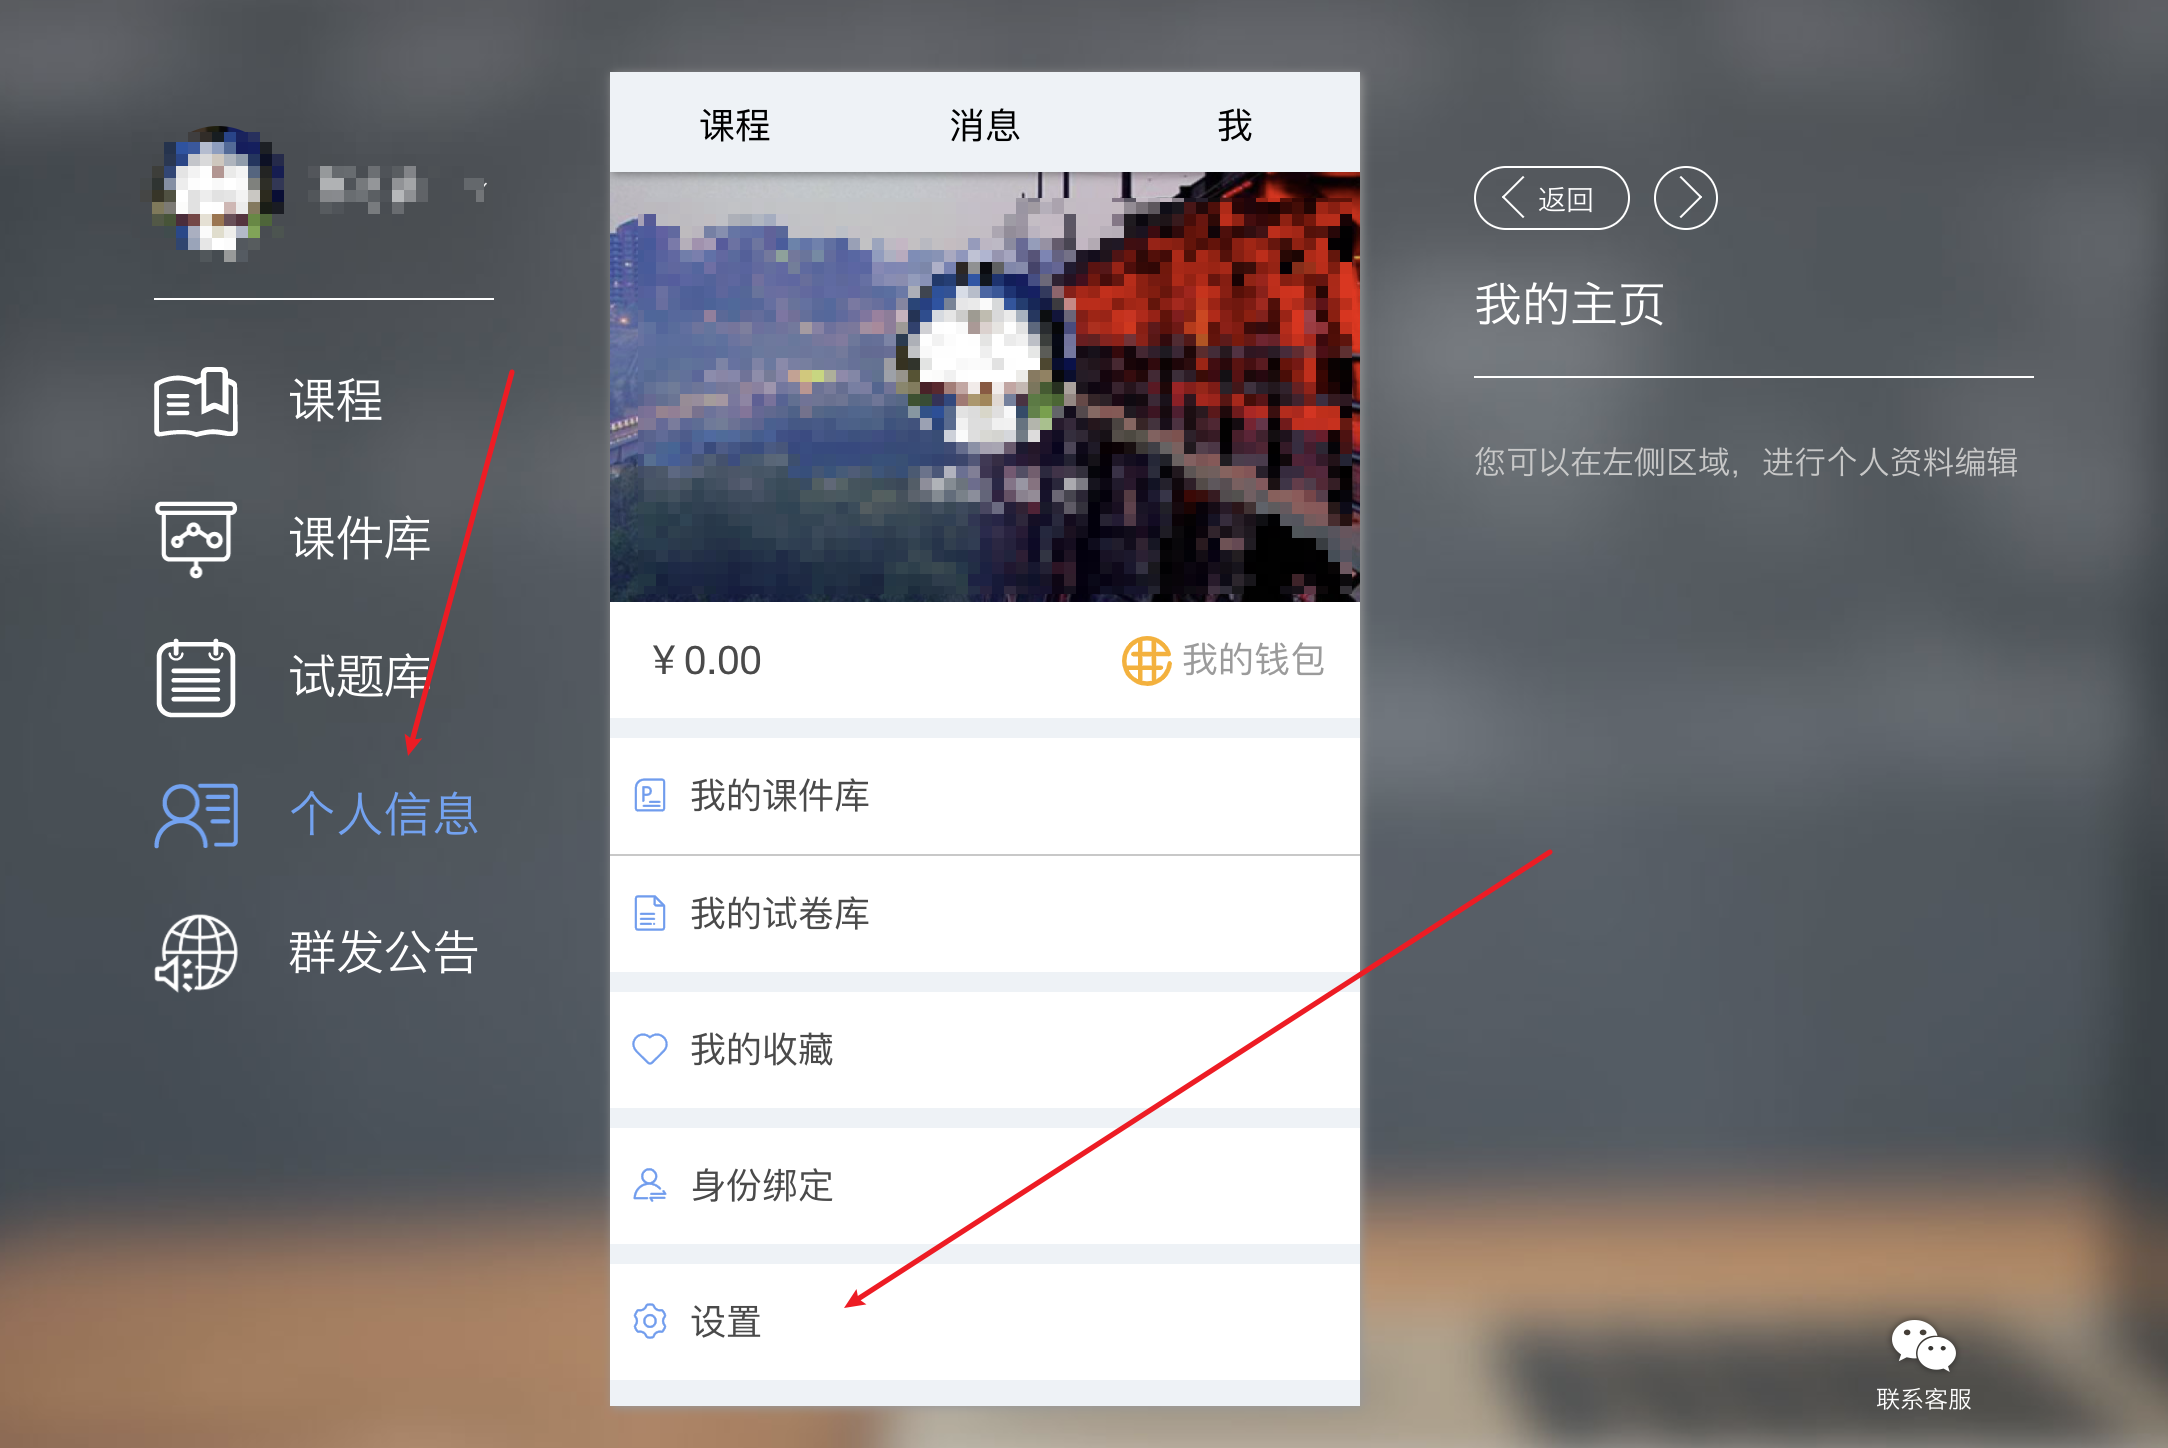 课程
课件库
试题库
个人信息
群发公告
课程 消息 我
¥ 0.00 我的钱包
我的课件库
我的试卷库
我的收藏
身份绑定
设置
返回
我的主页
您可以在左侧区域，进行个人资料编辑
联系客服